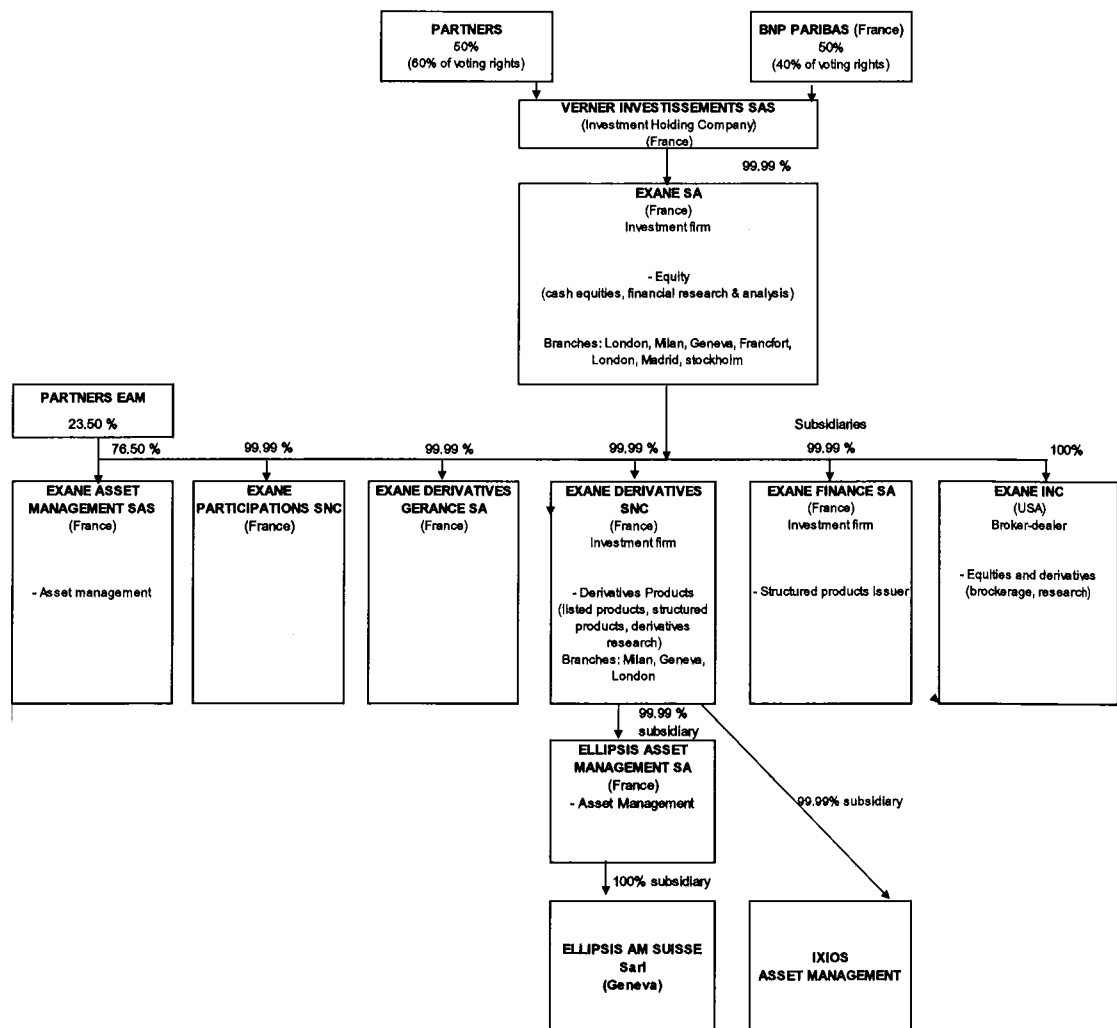 PARTNERS
50%
(60% of voting rights)
BNP PARIBAS (France)
50%
(40% of voting rights)
VERNER INVESTISSEMENTS SAS
(Investment Holding Company)
(France)
99.99 %
EXANE SA
(France)
Investment firm
- Equity
(cash equities, financial research & analysis)
Branches: London, Milan, Geneva, Francfort,
London, Madrid, stockholm
PARTNERS EAM
23.50 %
Subsidiaries
76.50 %
99.99 %
99.99 %
99.99 %
99.99 %
100%
EXANE ASSET
MANAGEMENT SAS
(France)
- Asset management
EXANE
PARTICIPATIONS SNC
(France)
EXANE DERIVATIVES
GERANCE SA
(France)
EXANE DERIVATIVES
SNC
(France)
Investment firm
- Derivatives Products
(listed products, structured
products, derivatives
research)
Branches: Milan, Geneva,
London
EXANE FINANCE SA
(France)
Investment firm
- Structured products Issuer
EXANE INC
(USA)
Broker-dealer
- Equities and derivatives
(brockerage, research)
99.99 %
subsidiary
ELLIPSIS ASSET
MANAGEMENT SA
(France)
- Asset Management
99.99% subsidiary
100% subsidiary
ELLIPSIS AM SUISSE
Sarl
(Geneva)
IXIOS
ASSET MANAGEMENT